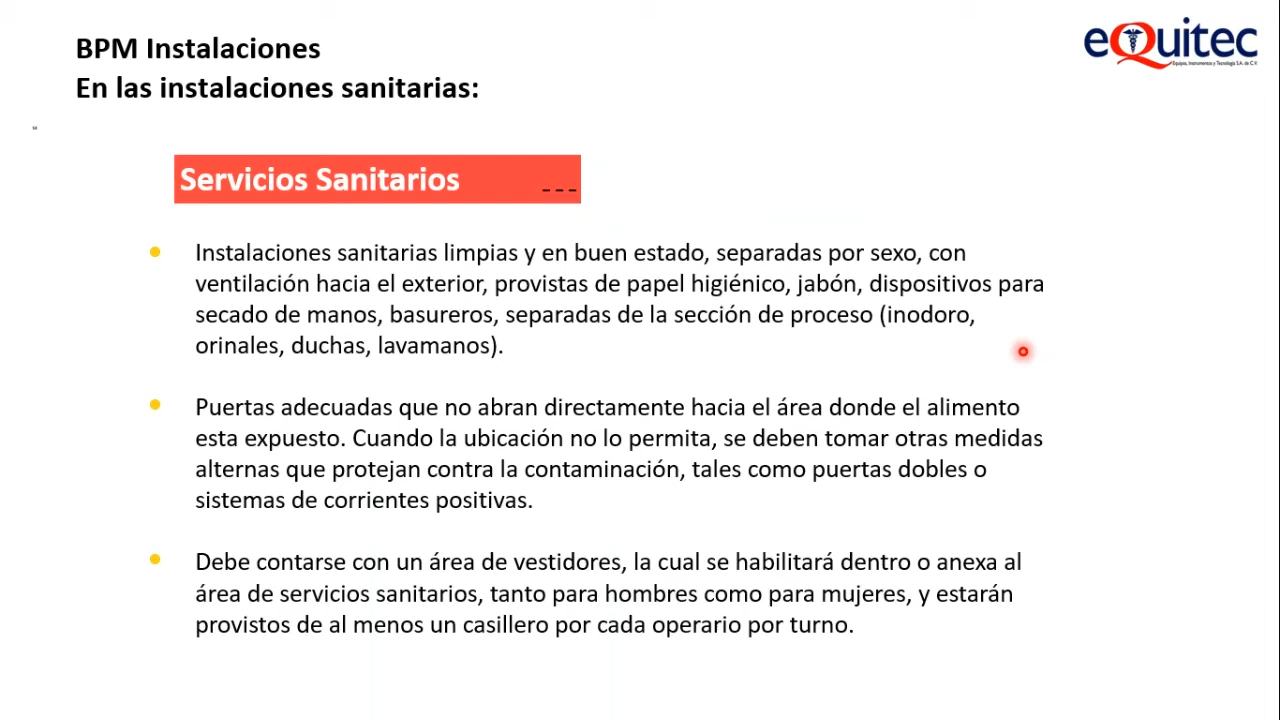 BPM Instalaciones
En las instalaciones sanitarias:
eQuitec
Equipos, Instrumentos y Tecnología S.A. de C.V.
Servicios Sanitarios
Instalaciones sanitarias limpias y en buen estado, separadas por sexo, con
ventilación hacia el exterior, provistas de papel higiénico, jabón, dispositivos para
secado de manos, basureros, separadas de la sección de proceso (inodoro,
orinales, duchas, lavamanos).
Puertas adecuadas que no abran directamente hacia el área donde el alimento
esta expuesto. Cuando la ubicación no lo permita, se deben tomar otras medidas
alternas que protejan contra la contaminación, tales como puertas dobles o
sistemas de corrientes positivas.
Debe contarse con un área de vestidores, la cual se habilitará dentro o anexa al
área de servicios sanitarios, tanto para hombres como para mujeres, y estarán
provistos de al menos un casillero por cada operario por turno.